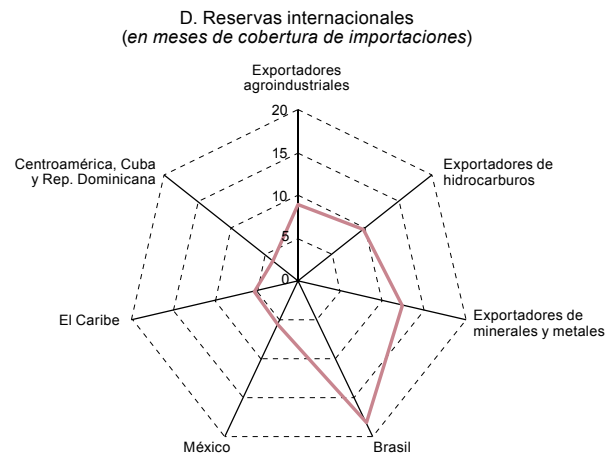 D. Reservas internacionales
(en meses de cobertura de importaciones)
Exportadores
agroindustriales
20
15
10
5
0
Centroamérica, Cuba
y Rep. Dominicana
Exportadores de
hidrocarburos
El Caribe
Exportadores de
minerales y metales
México
Brasil